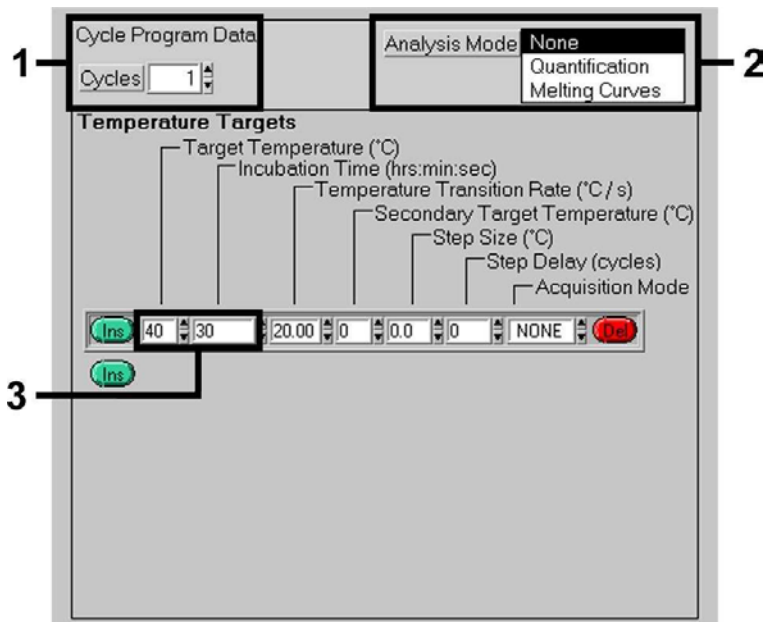 1
Cycle Program Data
Cycles 1
Analysis Mode None
Quantification
Melting Curves
2
Temperature Targets
Target Temperature (°C)
Incubation Time (hrs:min:sec)
Temperature Transition Rate (°C / s)
Secondary Target Temperature (°C)
Step Size (°C)
Step Delay (cycles)
Acquisition Mode
Ins 40 30 20.00 0 0.0 0 NONE Del
Ins
3